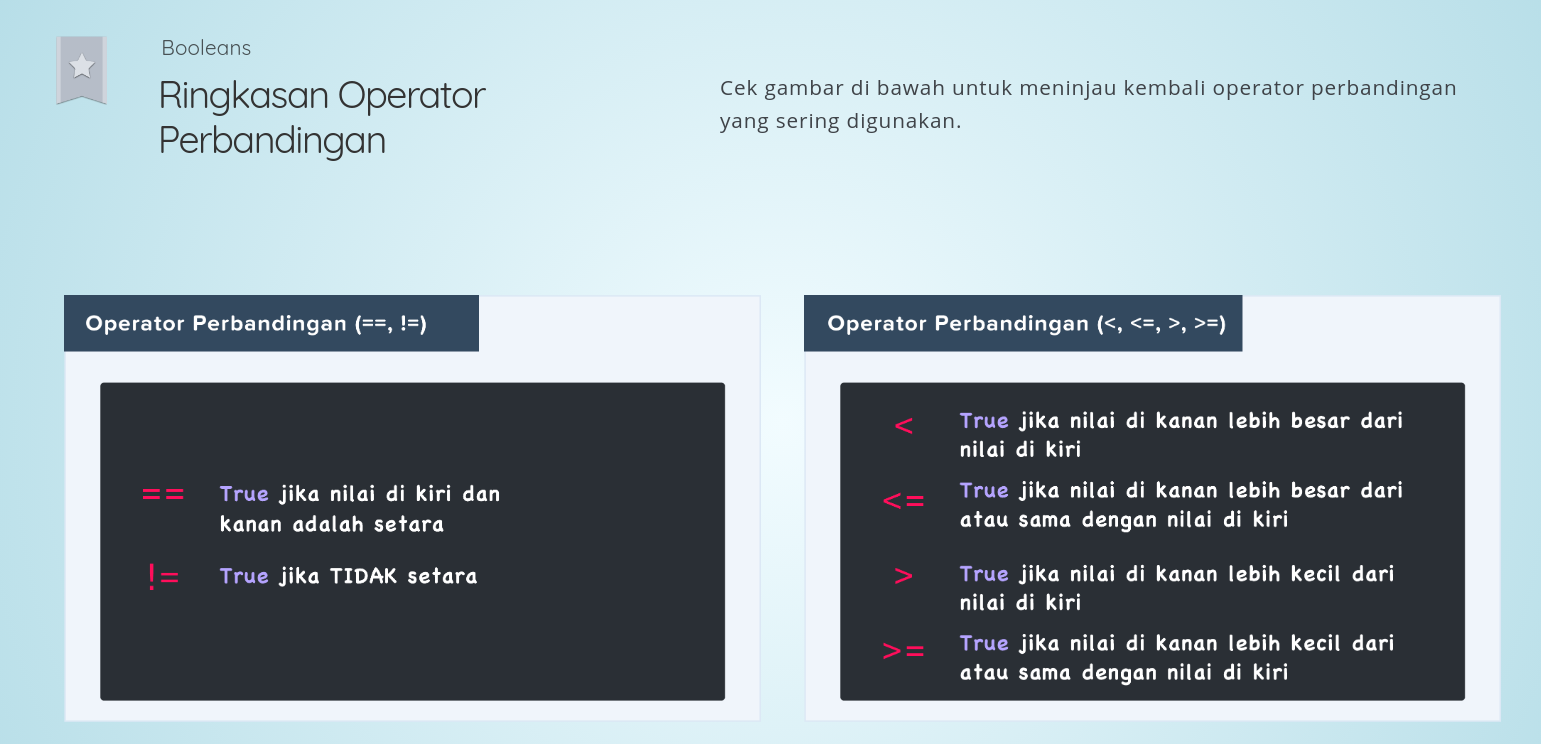 Booleans
Ringkasan Operator
Perbandingan
Cek gambar di bawah untuk meninjau kembali operator perbandingan
yang sering digunakan.
Operator Perbandingan (==, !=)
== True jika nilai di kiri dan
kanan adalah setara
!= True jika TIDAK setara
Operator Perbandingan (<, <=, >, >=)
< True jika nilai di kanan lebih besar dari
nilai di kiri
<= True jika nilai di kanan lebih besar dari
atau sama dengan nilai di kiri
> True jika nilai di kanan lebih kecil dari
nilai di kiri
>= True jika nilai di kanan lebih kecil dari
atau sama dengan nilai di kiri